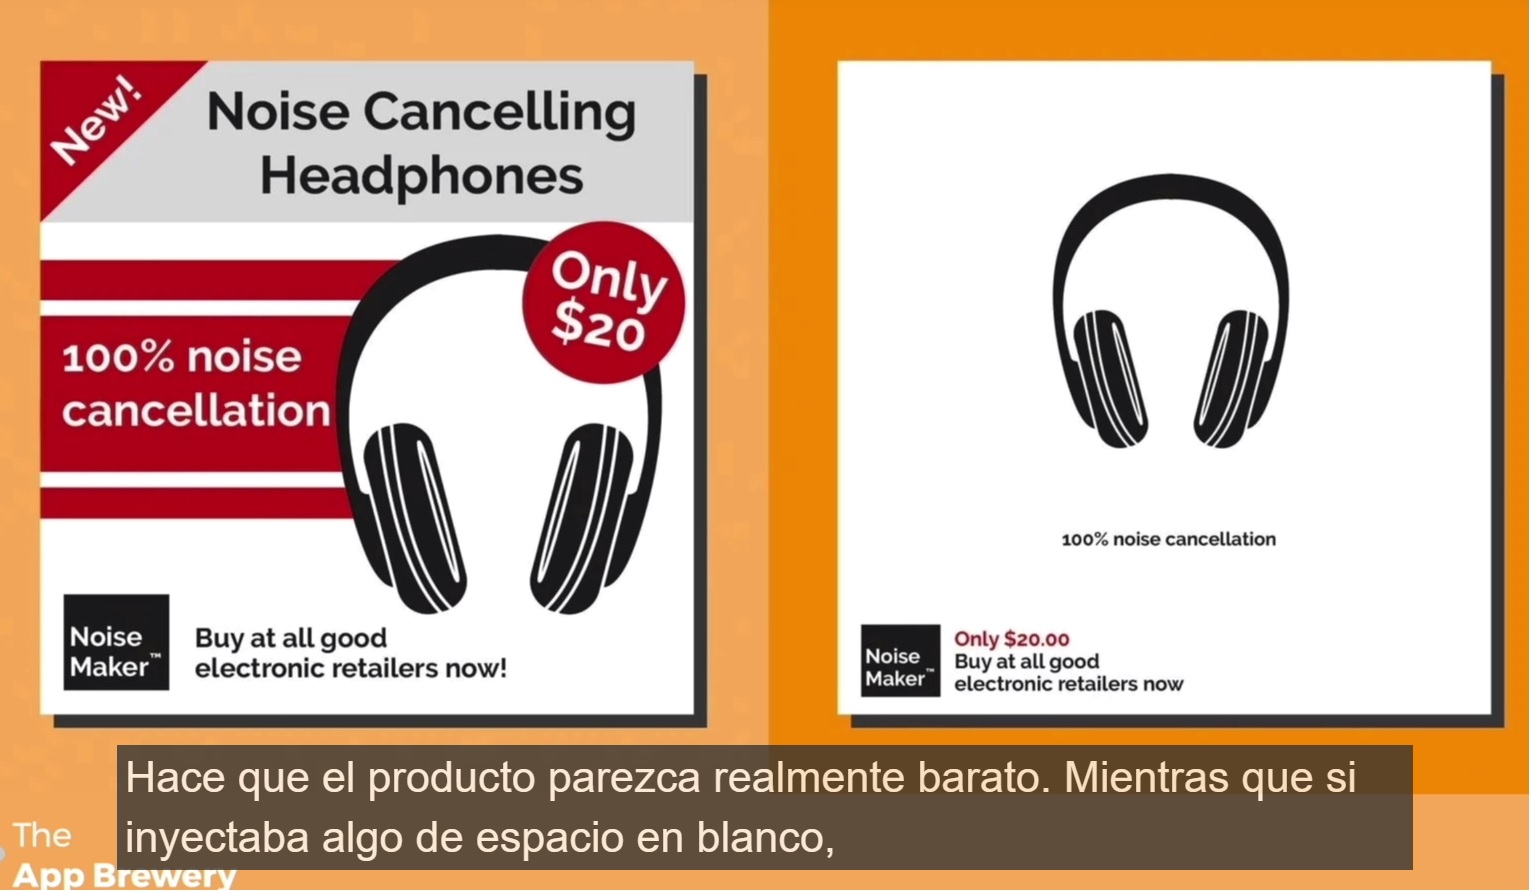 New!
Noise Cancelling
Headphones
Only
$20
100% noise
cancellation
Noise
Maker™
Buy at all good
electronic retailers now!
100% noise cancellation
Noise
Maker™
Only $20.00
Buy at all good
electronic retailers now
Hace que el producto parezca realmente barato. Mientras que si
inyectaba algo de espacio en blanco,
The
App Brewery